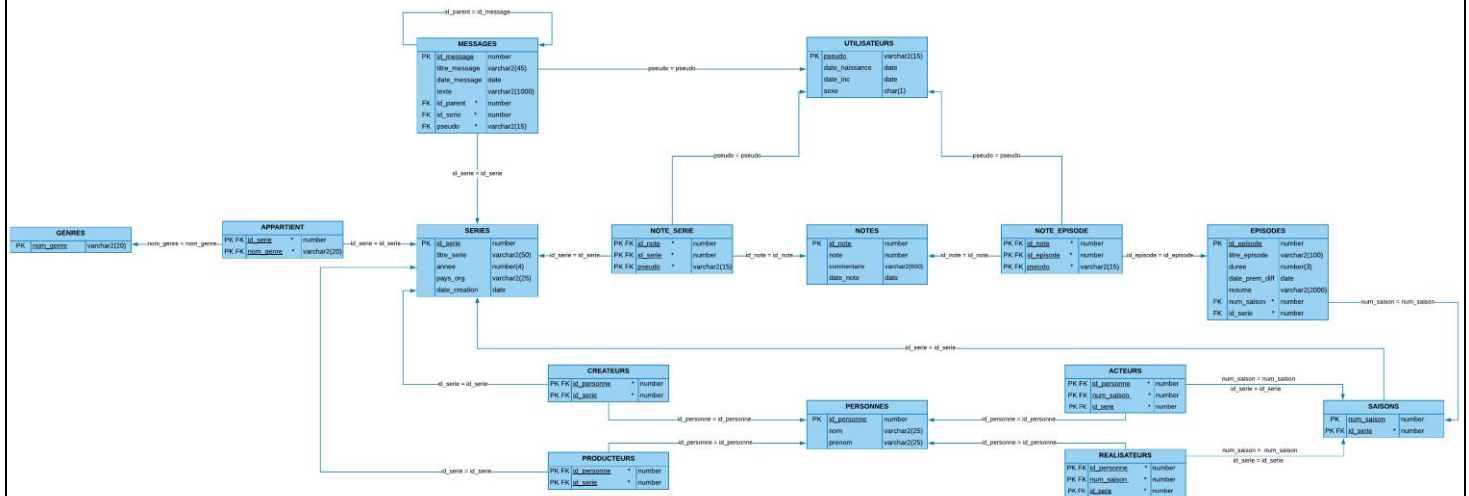 id_parent = id_message
MESSAGES
PK id_message number
titre_message varchar2(45)
date_message date
texte varchar2(1000)
FK id_parent * number
FK id_serie * number
FK pseudo * varchar2(15)
pseudo = pseudo
UTILISATEURS
PK pseudo varchar2(15)
date_naissance date
date_inc date
sexe char(1)
pseudo = pseudo
pseudo = pseudo
id_serie = id_serie
GENRES
PK nom_genre varchar2(20)
nom_genre = nom_genre
APPARTIENT
PK FK id_serie * number
PK FK nom_genre * varchar2(20)
id_serie = id_serie
SERIES
PK id_serie number
titre_serie varchar2(50)
annee number(4)
pays_org varchar2(25)
date_creation date
id_serie = id_serie
NOTE_SERIE
PK FK id_note * number
PK FK id_serie * number
PK FK pseudo * varchar2(15)
id_note = id_note
NOTES
PK id_note number
note number
commentaire varchar2(600)
date_note date
id_note = id_note
NOTE_EPISODE
PK FK id_note * number
PK FK id_episode * number
PK FK pseudo * varchar2(15)
id_episode = id_episode
EPISODES
PK id_episode number
titre_episode varchar2(100)
duree number(3)
date_prem_diff date
resume varchar2(2000)
FK num_saison * number
FK id_serie * number
num_saison = num_saison
id_serie = id_serie
CREATEURS
PK FK id_personne * number
PK FK id_serie * number
id_serie = id_serie
id_personne = id_personne
PERSONNES
PK id_personne number
nom varchar2(25)
prenom varchar2(25)
id_personne = id_personne
ACTEURS
PK FK id_personne * number
PK FK num_saison * number
PK FK id_serie * number
num_saison = num_saison
id_serie = id_serie
SAISONS
PK num_saison number
PK FK id_serie * number
id_personne = id_personne
PRODUCTEURS
PK FK id_personne * number
PK FK id_serie * number
id_serie = id_serie
id_personne = id_personne
REALISATEURS
PK FK id_personne * number
PK FK num_saison * number
PK FK id_serie * number
num_saison = num_saison
id_serie = id_serie